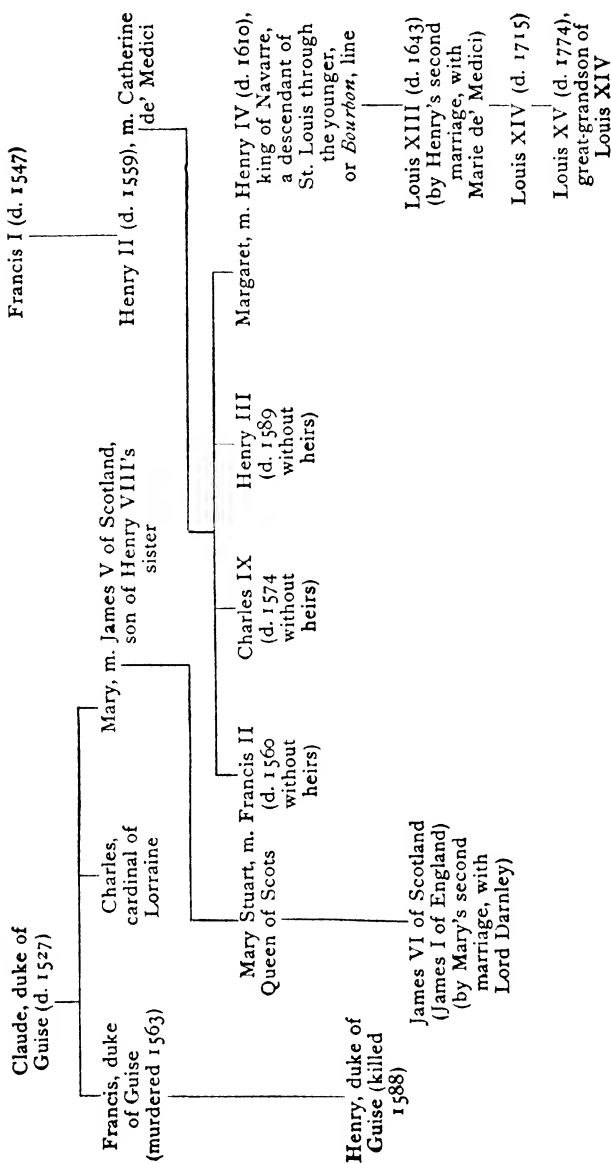 Francis I (d. 1547)
Henry II (d. 1559), m. Catherine
de' Medici
Claude, duke of
Guise (d. 1527)
Francis, duke
of Guise
(murdered 1563)
Charles,
cardinal of
Lorraine
Mary, m. James V of Scotland,
son of Henry VIII's
sister
Henry, duke of
Guise (killed
1588)
Mary Stuart, m. Francis II
Queen of Scots
(d. 1560
without
heirs)
Charles IX
(d. 1574
without
heirs)
Henry III
(d. 1589
without
heirs)
Margaret, m. Henry IV (d. 1610),
king of Navarre,
a descendant of
St. Louis through
the younger,
or Bourbon, line
James VI of Scotland
(James I of England)
(by Mary's second
marriage, with
Lord Darnley)
Louis XIII (d. 1643)
(by Henry's second
marriage, with
Marie de' Medici)
Louis XIV (d. 1715)
Louis XV (d. 1774),
great-grandson of
Louis XIV